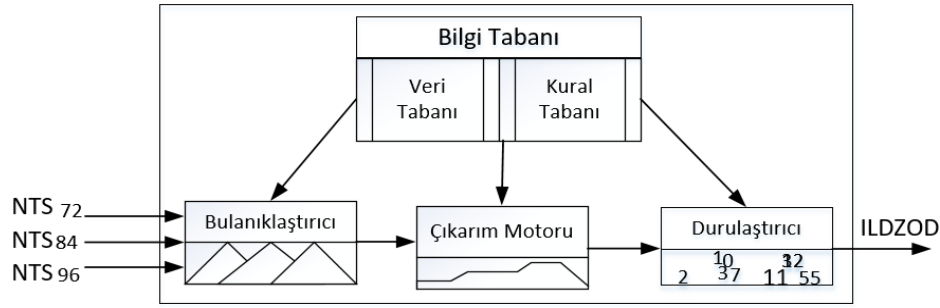 Bilgi Tabanı
Veri
Tabanı
Kural
Tabanı
NTS 72
NTS 84
NTS 96
Bulanıklaştırıcı
Çıkarım Motoru
Durulaştırıcı
10
2 37 11 55
ILDZOD